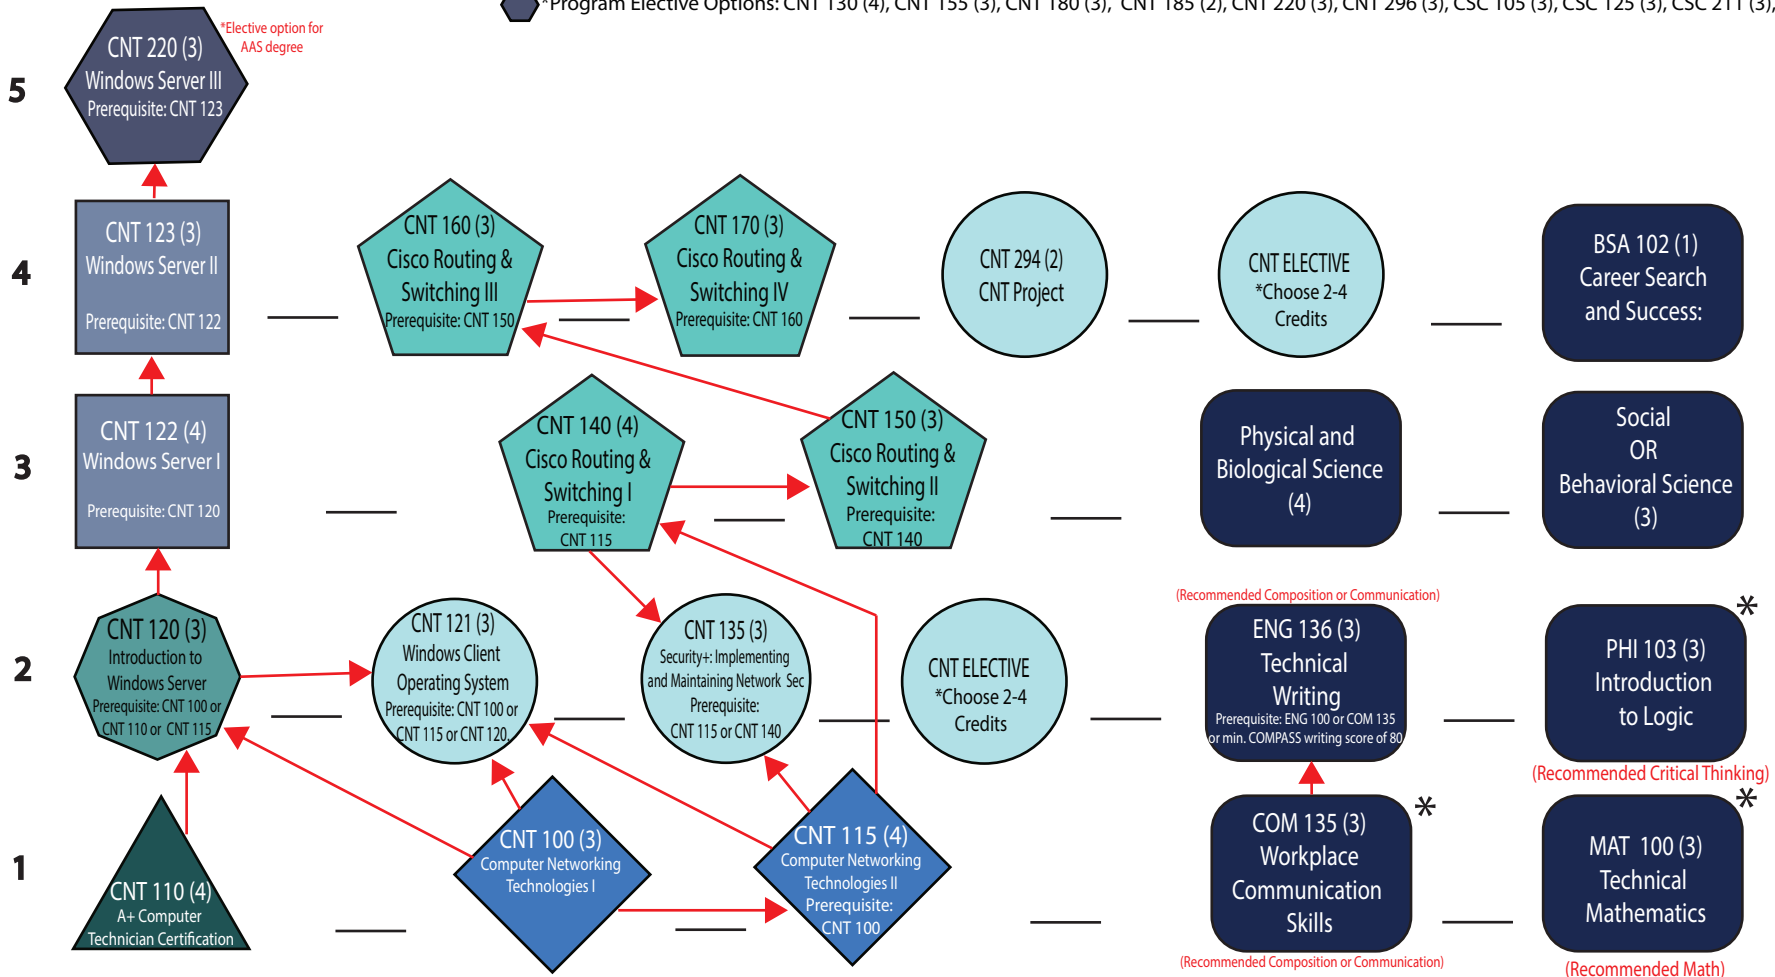 *Program Elective Options: CNT 130 (4), CNT 155 (3), CNT 180 (3), CNT 185 (2), CNT 220 (3), CNT 296 (3), CSC 105 (3), CSC 125 (3), CSC 211 (3),
5
CNT 220 (3)
Windows Server III
Prerequisite: CNT 123
*Elective option for
AAS degree
4
CNT 123 (3)
Windows Server II
Prerequisite: CNT 122
CNT 160 (3)
Cisco Routing &
Switching III
Prerequisite: CNT 150
CNT 170 (3)
Cisco Routing &
Switching IV
Prerequisite: CNT 160
CNT 294 (2)
CNT Project
CNT ELECTIVE
*Choose 2-4
Credits
BSA 102 (1)
Career Search
and Success:
3
CNT 122 (4)
Windows Server I
Prerequisite: CNT 120
CNT 140 (4)
Cisco Routing &
Switching I
Prerequisite:
CNT 115
CNT 150 (3)
Cisco Routing &
Switching II
Prerequisite:
CNT 140
Physical and
Biological Science
(4)
Social
OR
Behavioral Science
(3)
2
CNT 120 (3)
Introduction to
Windows Server
Prerequisite: CNT 100 or
CNT 110 or CNT 115
CNT 121 (3)
Windows Client
Operating System
Prerequisite: CNT 100 or
CNT 115 or CNT 120.
CNT 135 (3)
Security+: Implementing
and Maintaining Network Sec
Prerequisite:
CNT 115 or CNT 140
CNT ELECTIVE
*Choose 2-4
Credits
(Recommended Composition or Communication)
ENG 136 (3)
Technical
Writing
Prerequisite: ENG 100 or COM 135
or min. COMPASS writing score of 80
*
PHI 103 (3)
Introduction
to Logic
(Recommended Critical Thinking)
1
CNT 110 (4)
A+ Computer
Technician Certification
CNT 100 (3)
Computer Networking
Technologies I
CNT 115 (4)
Computer Networking
Technologies II
Prerequisite:
CNT 100
*
COM 135 (3)
Workplace
Communication
Skills
(Recommended Composition or Communication)
*
MAT 100 (3)
Technical
Mathematics
(Recommended Math)